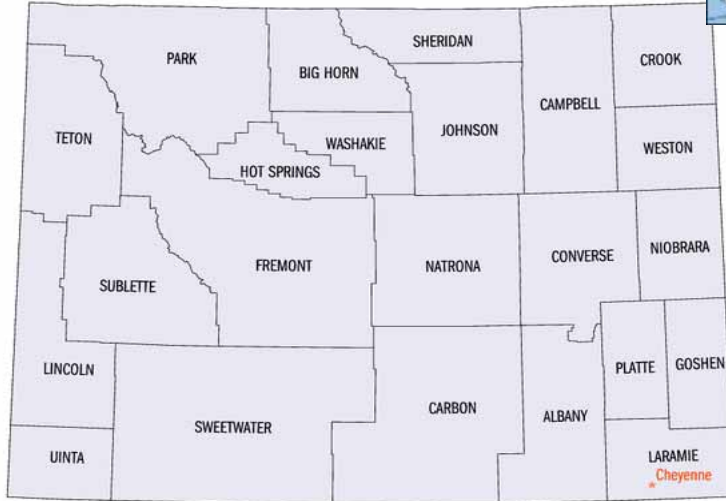 SHERIDAN
PARK
CROOK
BIG HORN
CAMPBELL
JOHNSON
TETON
WASHAKIE
WESTON
HOT SPRINGS
FREMONT
NATRONA
CONVERSE
NIOBRARA
SUBLETTE
LINCOLN
PLATTE
GOSHEN
CARBON
ALBANY
SWEETWATER
UINTA
LARAMIE
Cheyenne